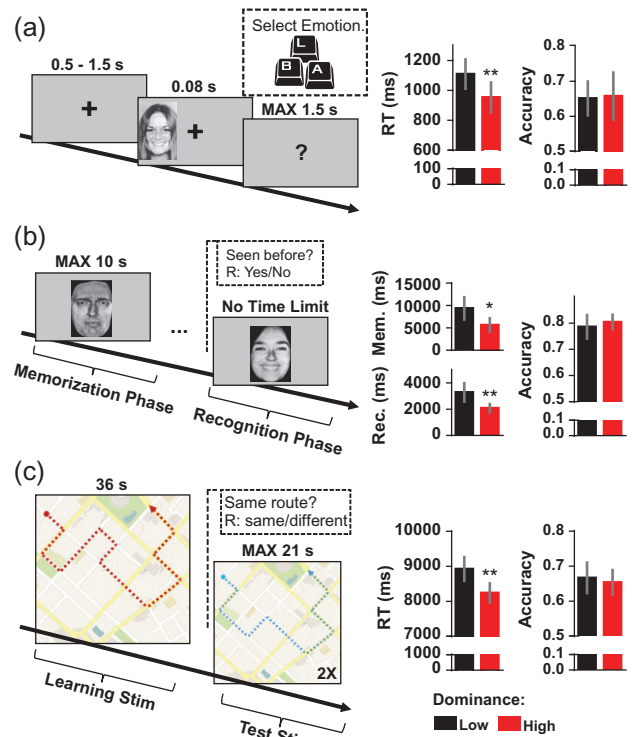 (a)
Select Emotion.
L
B
A
0.5 - 1.5 s
0.08 s
MAX 1.5 s
+
+
?
RT (ms)
1200
1000
800
600
100
0
**
Accuracy
0.8
0.7
0.6
0.5
0.1
0.0
(b)
MAX 10 s
Seen before?
R: Yes/No
No Time Limit
...
Memorization Phase
Recognition Phase
Mem. (ms)
15000
10000
5000
0
*
Rec. (ms)
4000
2000
0
**
Accuracy
0.8
0.7
0.6
0.5
0.1
0.0
(c)
36 s
Same route?
R: same/different
MAX 21 s
2X
Learning Stim
Test Sti
RT (ms)
10000
9000
8000
7000
1000
0
**
Accuracy
0.8
0.7
0.6
0.5
0.1
0.0
Dominance:
Low High